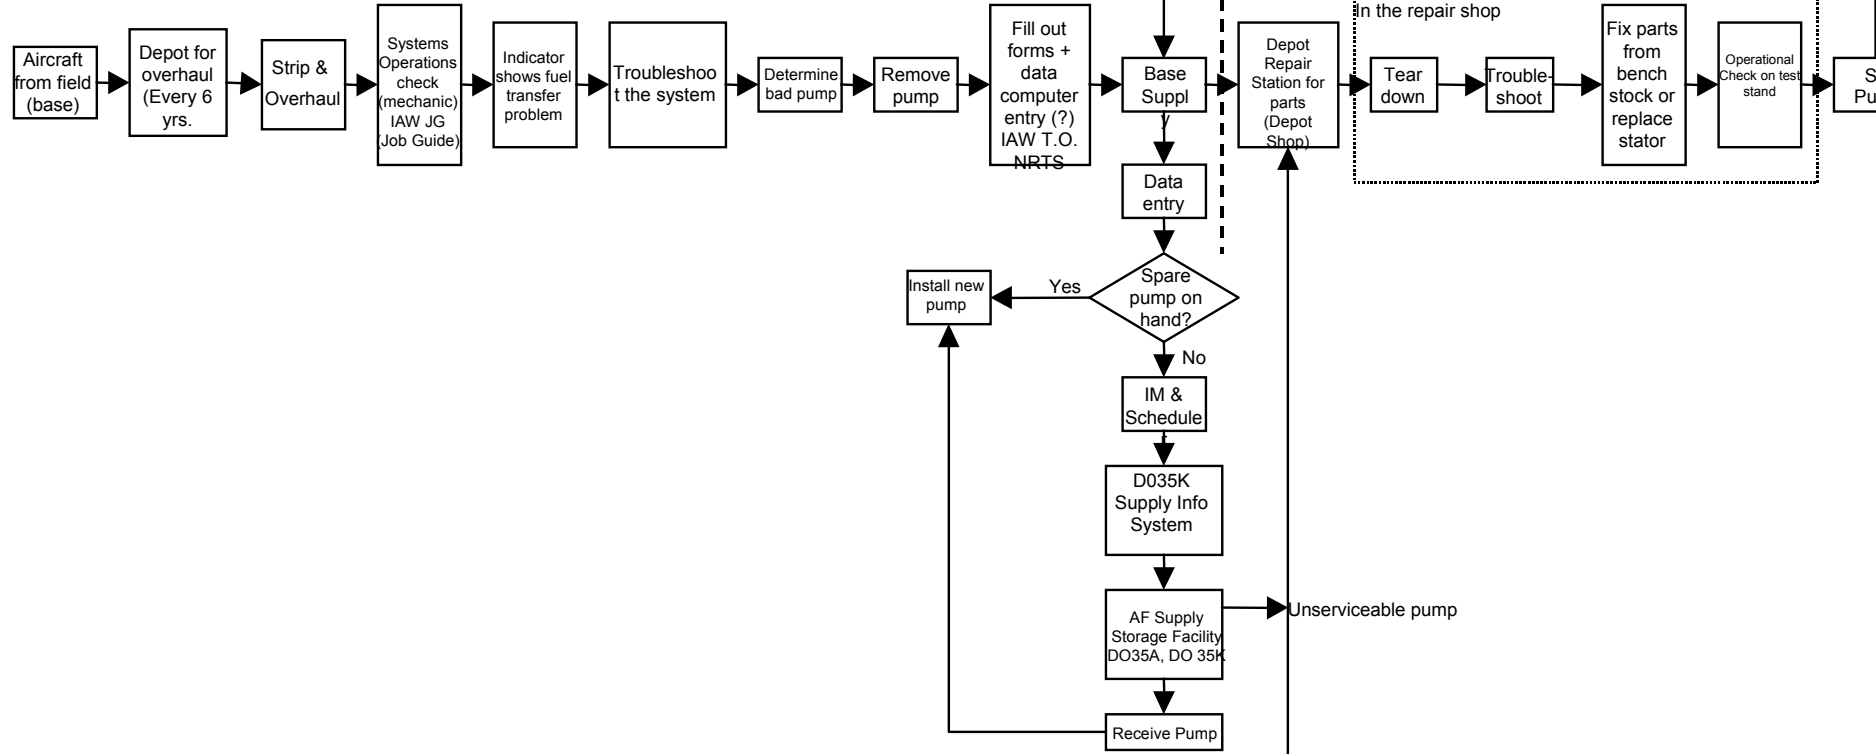 Aircraft
from field
(base)
Depot for
overhaul
(Every 6
yrs.
Strip &
Overhaul
Systems
Operations
check
(mechanic)
IAW JG
(Job Guide)
Indicator
shows fuel
transfer
problem
Troubleshoo
t the system
Determine
bad pump
Remove
pump
Fill out
forms +
data
computer
entry (?)
IAW T.O.
NRTS
Base
Suppl
y
Depot
Repair
Station for
parts
(Depot
Shop)
In the repair shop
Tear
down
Trouble-
shoot
Fix parts
from
bench
stock or
replace
stator
Operational
Check on test
stand
S
Pu
Data
entry
Spare
pump on
hand?
Yes
Install new
pump
No
IM &
Schedule
r
D035K
Supply Info
System
AF Supply
Storage Facility
DO35A, DO 35K
Unserviceable pump
Receive Pump